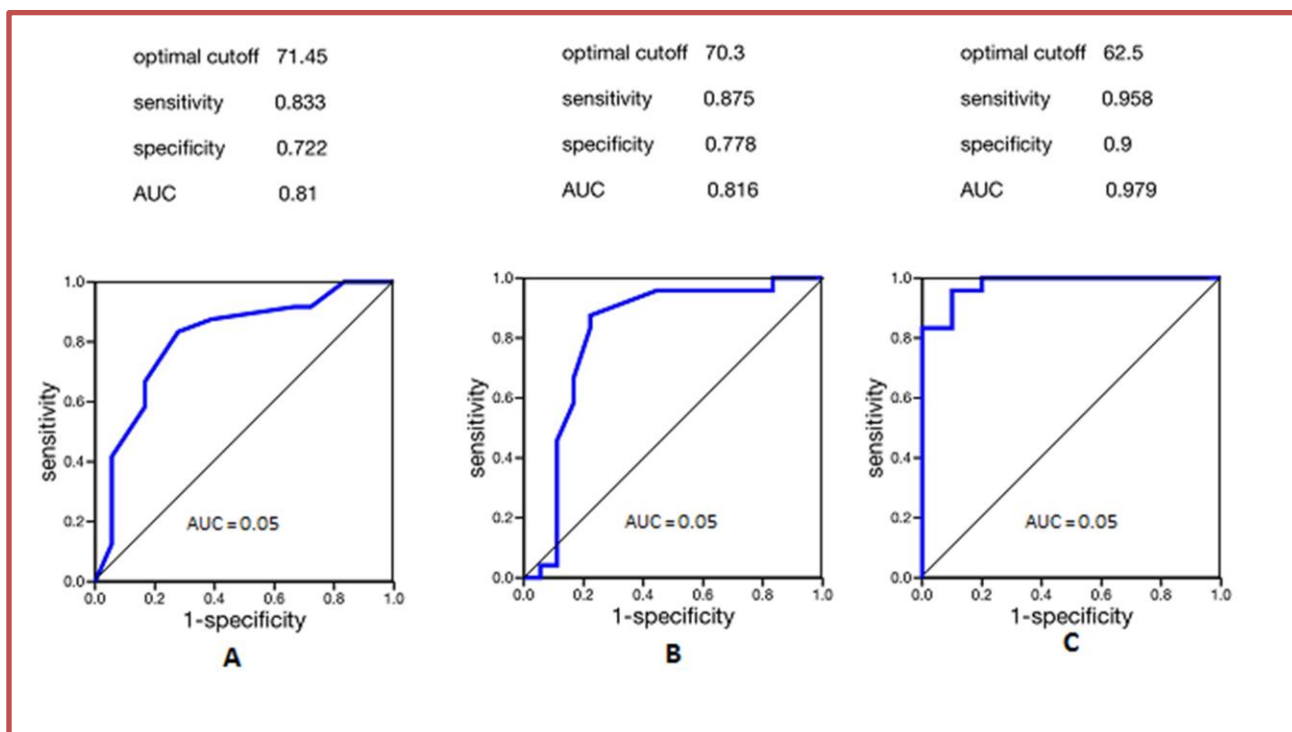 optimal cutoff 71.45
sensitivity 0.833
specificity 0.722
AUC 0.81
optimal cutoff 70.3
sensitivity 0.875
specificity 0.778
AUC 0.816
optimal cutoff 62.5
sensitivity 0.958
specificity 0.9
AUC 0.979
1.0
0.8
0.6
0.4
0.2
0.0
sensitivity
AUC = 0.05
0.0 0.2 0.4 0.6 0.8 1.0
1-specificity
A
1.0
0.8
0.6
0.4
0.2
0.0
sensitivity
AUC = 0.05
0.0 0.2 0.4 0.6 0.8 1.0
1-specificity
B
1.0
0.8
0.6
0.4
0.2
0.0
sensitivity
AUC = 0.05
0.0 0.2 0.4 0.6 0.8 1.0
1-specificity
C